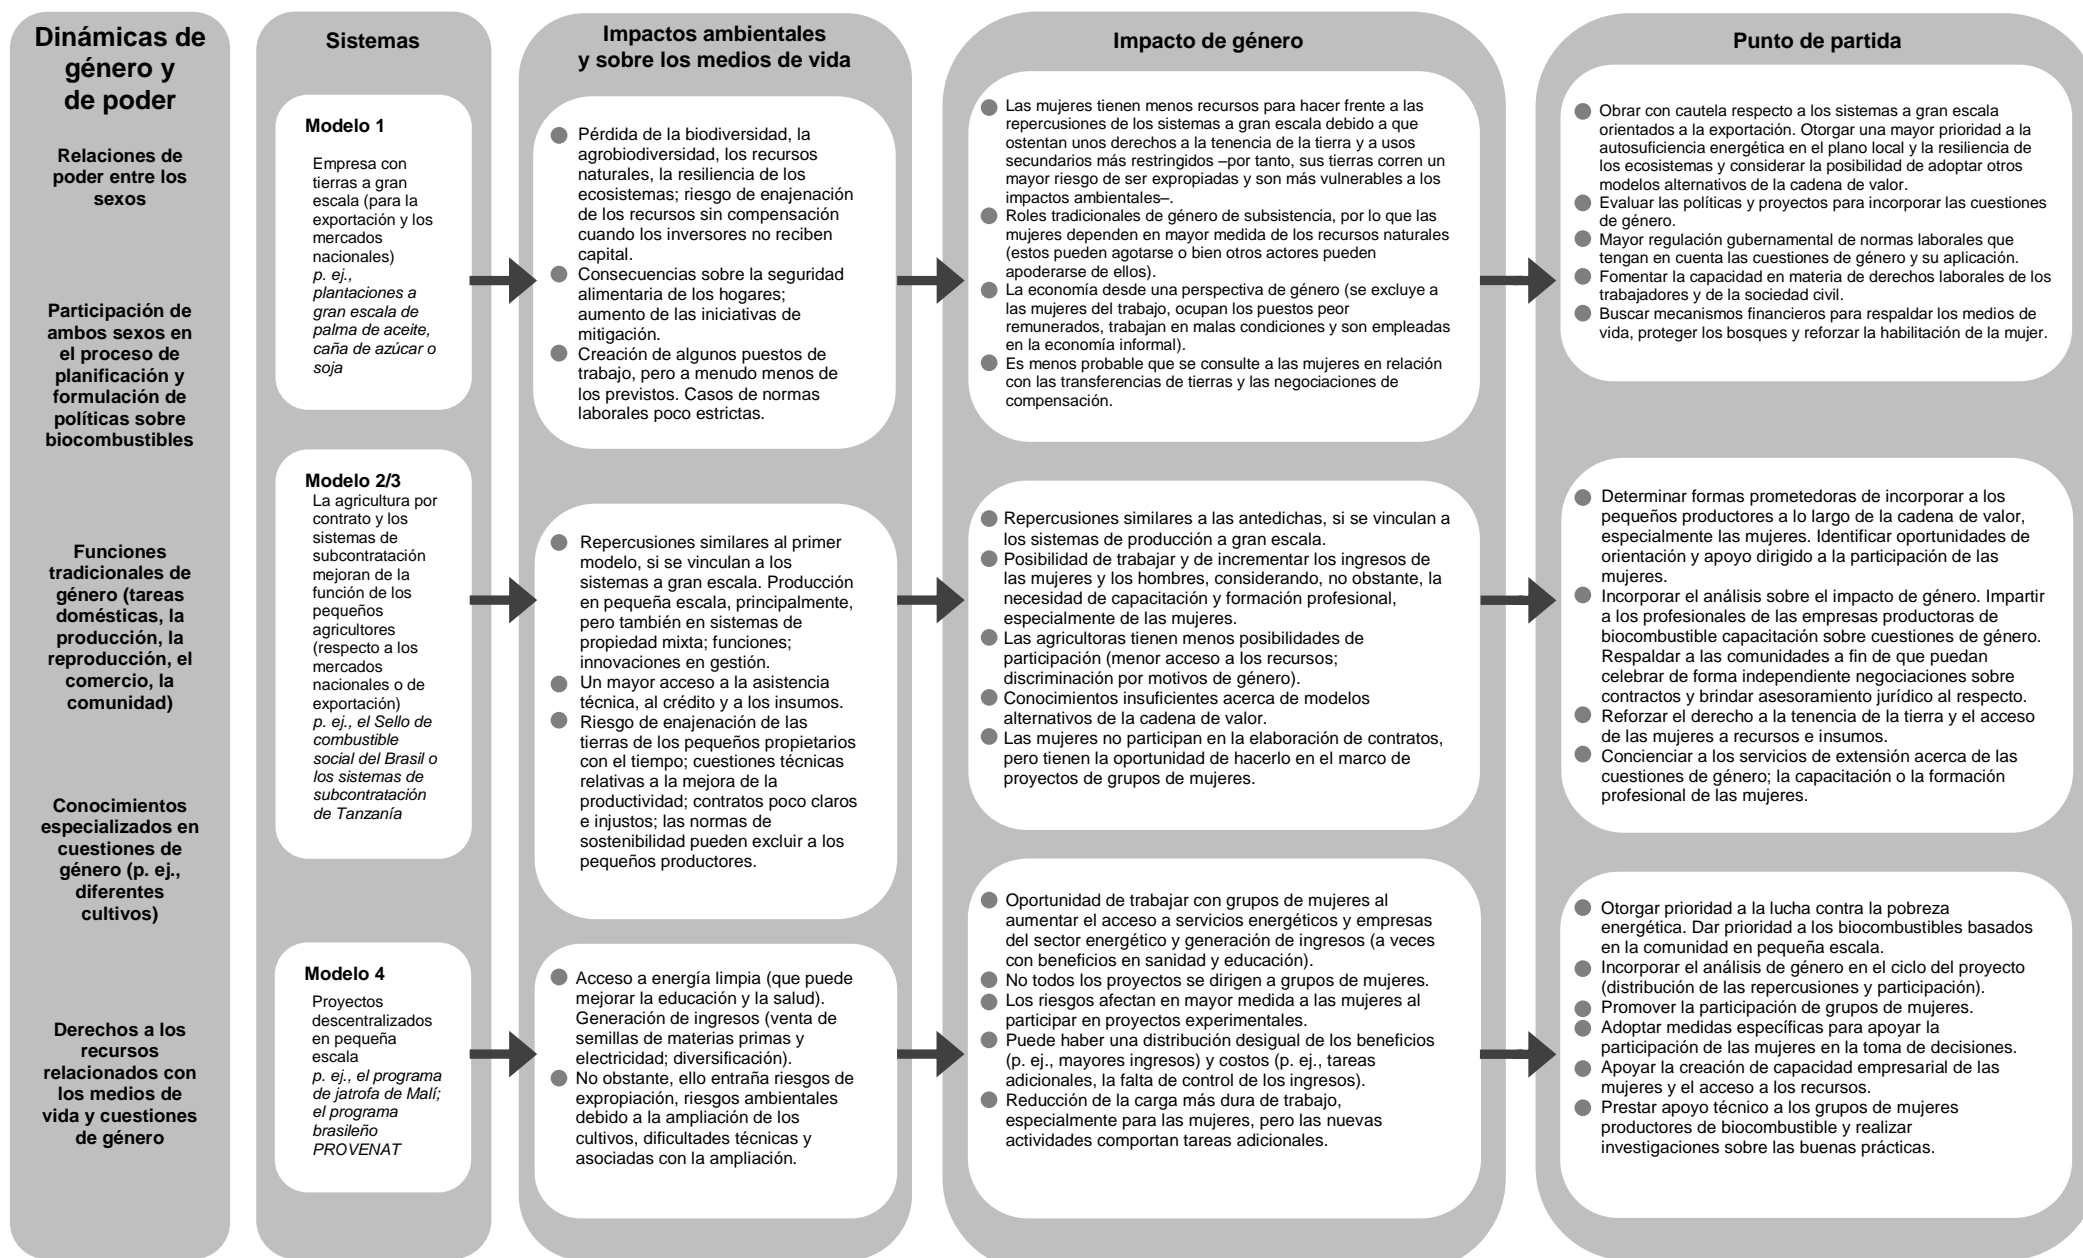 Dinámicas de
género y
de poder
Relaciones de
poder entre los
sexos
Participación de
ambos sexos en
el proceso de
planificación y
formulación de
políticas sobre
biocombustibles
Funciones
tradicionales de
género (tareas
domésticas, la
producción, la
reproducción, el
comercio, la
comunidad)
Conocimientos
especializados en
cuestiones de
género (p. ej.,
diferentes
cultivos)
Derechos a los
recursos
relacionados con
los medios de
vida y cuestiones
de género
Sistemas
Modelo 1
Empresa con
tierras a gran
escala (para la
exportación y los
mercados
nacionales)
p. ej.,
plantaciones a
gran escala de
palma de aceite,
caña de azúcar o
soja
Modelo 2/3
La agricultura por
contrato y los
sistemas de
subcontratación
mejoran de la
función de los
pequeños
agricultores
(respecto a los
mercados
nacionales o de
exportación)
p. ej., el Sello de
combustible
social del Brasil o
los sistemas de
subcontratación
de Tanzanía
Modelo 4
Proyectos
descentralizados
en pequeña
escala
p. ej., el programa
de jatrofa de Malí;
el programa
brasileño
PROVENAT
Impactos ambientales
y sobre los medios de vida
Pérdida de la biodiversidad, la
agrobiodiversidad, los recursos
naturales, la resiliencia de los
ecosistemas; riesgo de enajenación
de los recursos sin compensación
cuando los inversores no reciben
capital.
Consecuencias sobre la seguridad
alimentaria de los hogares;
aumento de las iniciativas de
mitigación.
Creación de algunos puestos de
trabajo, pero a menudo menos de
los previstos. Casos de normas
laborales poco estrictas.
Repercusiones similares al primer
modelo, si se vinculan a los
sistemas a gran escala. Producción
en pequeña escala, principalmente,
pero también en sistemas de
propiedad mixta; funciones;
innovaciones en gestión.
Un mayor acceso a la asistencia
técnica, al crédito y a los insumos.
Riesgo de enajenación de las
tierras de los pequeños propietarios
con el tiempo; cuestiones técnicas
relativas a la mejora de la
productividad; contratos poco claros
e injustos; las normas de
sostenibilidad pueden excluir a los
pequeños productores.
Acceso a energía limpia (que puede
mejorar la educación y la salud).
Generación de ingresos (venta de
semillas de materias primas y
electricidad; diversificación).
No obstante, ello entraña riesgos de
expropiación, riesgos ambientales
debido a la ampliación de los
cultivos, dificultades técnicas y
asociadas con la ampliación.
Impacto de género
Las mujeres tienen menos recursos para hacer frente a las
repercusiones de los sistemas a gran escala debido a que
ostentan unos derechos a la tenencia de la tierra y a usos
secundarios más restringidos –por tanto, sus tierras corren un
mayor riesgo de ser expropiadas y son más vulnerables a los
impactos ambientales–.
Roles tradicionales de género de subsistencia, por lo que las
mujeres dependen en mayor medida de los recursos naturales
(estos pueden agotarse o bien otros actores pueden
apoderarse de ellos).
La economía desde una perspectiva de género (se excluye a
las mujeres del trabajo, ocupan los puestos peor
remunerados, trabajan en malas condiciones y son empleadas
en la economía informal).
Es menos probable que se consulte a las mujeres en relación
con las transferencias de tierras y las negociaciones de
compensación.
Repercusiones similares a las antedichas, si se vinculan a
los sistemas de producción a gran escala.
Posibilidad de trabajar y de incrementar los ingresos de
las mujeres y los hombres, considerando, no obstante, la
necesidad de capacitación y formación profesional,
especialmente de las mujeres.
Las agricultoras tienen menos posibilidades de
participación (menor acceso a los recursos;
discriminación por motivos de género).
Conocimientos insuficientes acerca de modelos
alternativos de la cadena de valor.
Las mujeres no participan en la elaboración de contratos,
pero tienen la oportunidad de hacerlo en el marco de
proyectos de grupos de mujeres.
Oportunidad de trabajar con grupos de mujeres al
aumentar el acceso a servicios energéticos y empresas
del sector energético y generación de ingresos (a veces
con beneficios en sanidad y educación).
No todos los proyectos se dirigen a grupos de mujeres.
Los riesgos afectan en mayor medida a las mujeres al
participar en proyectos experimentales.
Puede haber una distribución desigual de los beneficios
(p. ej., mayores ingresos) y costos (p. ej., tareas
adicionales, la falta de control de los ingresos).
Reducción de la carga más dura de trabajo,
especialmente para las mujeres, pero las nuevas
actividades comportan tareas adicionales.
Punto de partida
Obrar con cautela respecto a los sistemas a gran escala
orientados a la exportación. Otorgar una mayor prioridad a la
autosuficiencia energética en el plano local y la resiliencia de
los ecosistemas y considerar la posibilidad de adoptar otros
modelos alternativos de la cadena de valor.
Evaluar las políticas y proyectos para incorporar las cuestiones
de género.
Mayor regulación gubernamental de normas laborales que
tengan en cuenta las cuestiones de género y su aplicación.
Fomentar la capacidad en materia de derechos laborales de los
trabajadores y de la sociedad civil.
Buscar mecanismos financieros para respaldar los medios de
vida, proteger los bosques y reforzar la habilitación de la mujer.
Determinar formas prometedoras de incorporar a los
pequeños productores a lo largo de la cadena de valor,
especialmente las mujeres. Identificar oportunidades de
orientación y apoyo dirigido a la participación de las
mujeres.
Incorporar el análisis sobre el impacto de género. Impartir
a los profesionales de las empresas productoras de
biocombustible capacitación sobre cuestiones de género.
Respaldar a las comunidades a fin de que puedan
celebrar de forma independiente negociaciones sobre
contractos y brindar asesoramiento jurídico al respecto.
Reforzar el derecho a la tenencia de la tierra y el acceso
de las mujeres a recursos e insumos.
Concienciar a los servicios de extensión acerca de las
cuestiones de género; la capacitación o la formación
profesional de las mujeres.
Otorgar prioridad a la lucha contra la pobreza
energética. Dar prioridad a los biocombustibles basados
en la comunidad en pequeña escala.
Incorporar el análisis de género en el ciclo del proyecto
(distribución de las repercusiones y participación).
Promover la participación de grupos de mujeres.
Adoptar medidas específicas para apoyar la
participación de las mujeres en la toma de decisiones.
Apoyar la creación de capacidad empresarial de las
mujeres y el acceso a los recursos.
Prestar apoyo técnico a los grupos de mujeres
productores de biocombustible y realizar
investigaciones sobre las buenas prácticas.